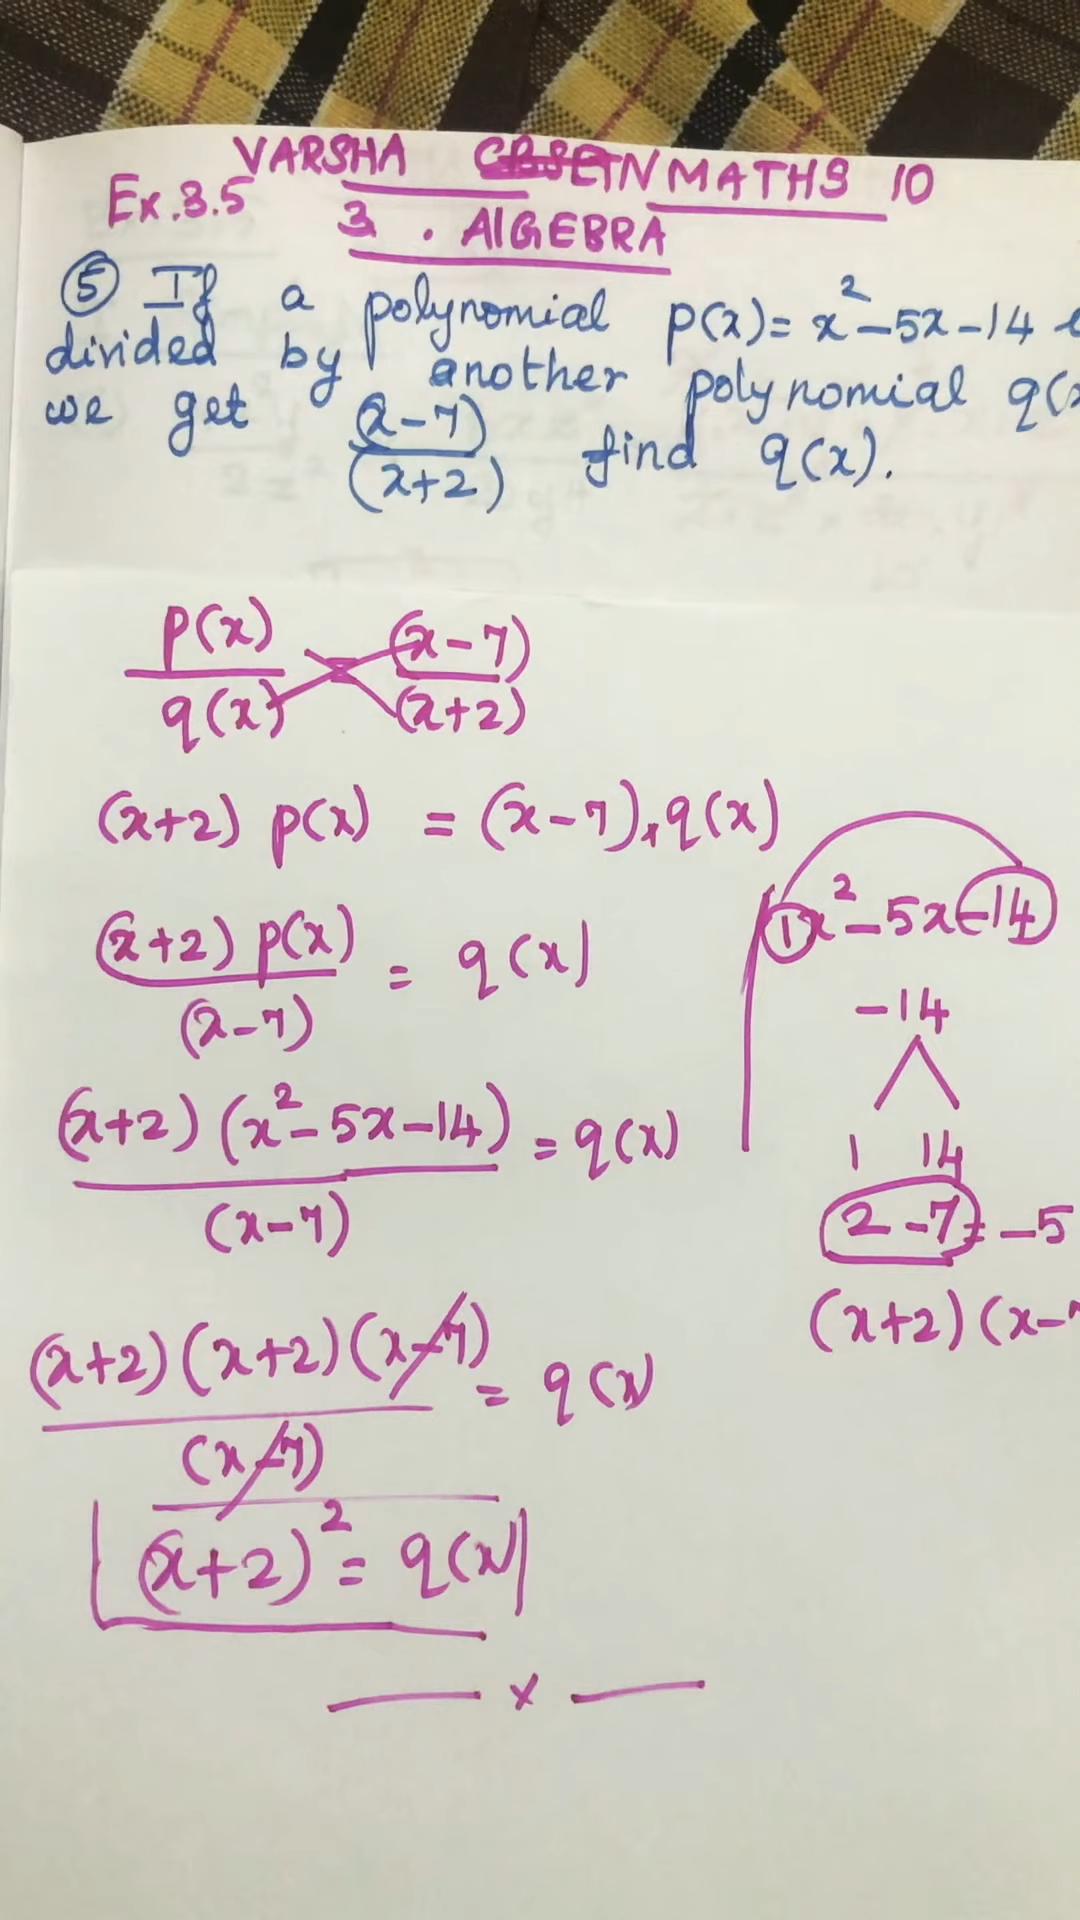 VARSHA CBSETNMATHS 10
Ex.3.5
3 . AlGEBRA
⑤ If a polynomial p(x) = x² - 5x - 14
divided by another polynomial q(x
we get (x-7)/(x+2) find q(x).
p(x)/q(x) (x-7)/(x+2)
(x+2) p(x) = (x-7) × q(x)
(x+2) p(x)/(x-7) = q(x)
(x+2) (x² - 5x - 14)/(x-7) = q(x)
(x+2)(x+2)(x-7)/(x-7) = q(x)
(x+2)² = q(x)
x
1x² - 5x - 14
-14
1 14
2 -7 = -5
(x+2)(x-